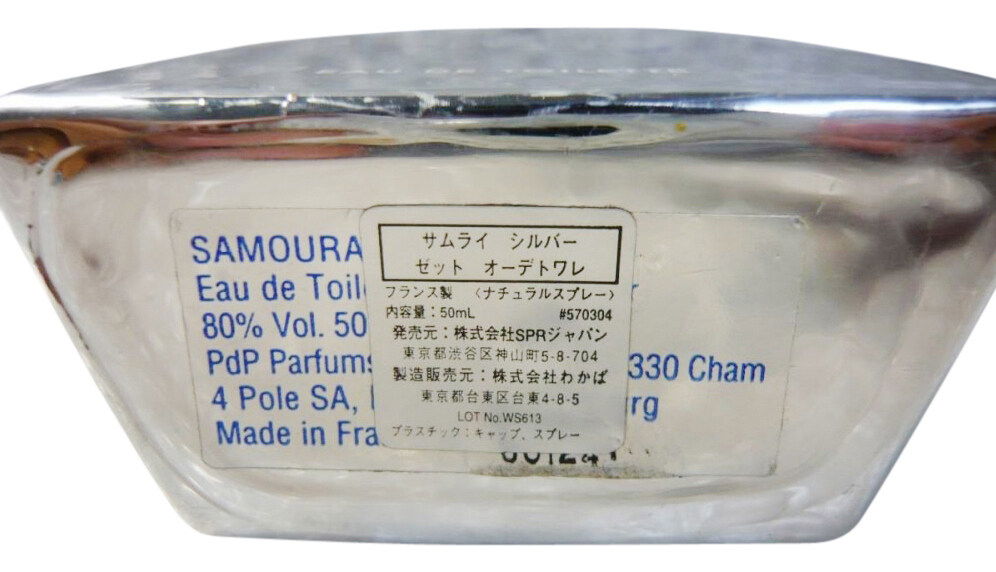 EAU DE TOILETTE
SAMOURA
Eau de Toil
80% Vol. 50
PdP Parfums 330 Cham
4 Pole SA, rg
Made in Fra
サムライ シルバー
ゼット オーデトワレ
フランス製 〈ナチュラルスプレー〉
内容量:50mL #570304
発売元:株式会社SPRジャパン
東京都渋谷区神山町5-8-704
製造販売元:株式会社わかば
東京都台東区台東4-8-5
LOT No.WS613
プラスチック:キャップ、スプレー